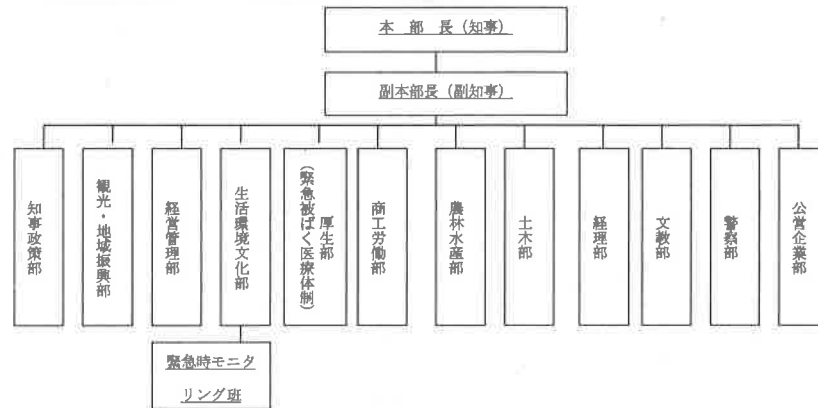 本 部 長（知事）
副本部長（副知事）
知事政策部
観光・地域振興部
経営管理部
生活環境文化部
厚生部
（緊急被ばく医療体制）
商工労働部
農林水産部
土木部
経理部
文教部
警察部
公営企業部
緊急時モニタ
リング班